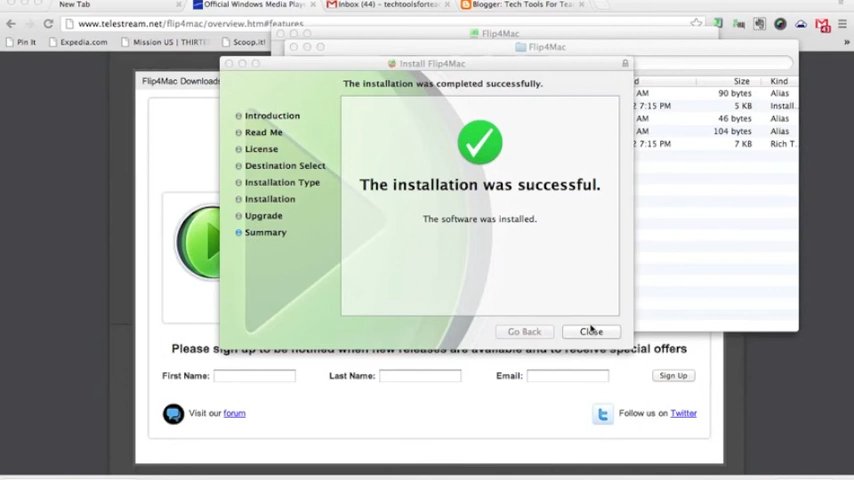 New Tab
Official Windows Media Playe
Inbox (44) - techtoolsfortea
Blogger: Tech Tools For Tea
www.telestream.net/flip4mac/overview.htm#features
Pin It
Expedia.com
Mission US | THIRTE
Scoop.it!
Flip4Mac
Flip4Mac
Install Flip4Mac
Flip4Mac Downloads
The installation was completed successfully.
Introduction
Read Me
License
Destination Select
Installation Type
Installation
Upgrade
Summary
The installation was successful.
The software was installed.
Go Back
Close
Size
Kind
AM
90 bytes
Alias
2 7:15 PM
5 KB
Install...
AM
46 bytes
Alias
AM
104 bytes
Alias
2 7:15 PM
7 KB
Rich T...
Please sign up to be notified when new releases are available and to receive special offers
First Name:
Last Name:
Email:
Sign Up
Visit our forum
Follow us on Twitter